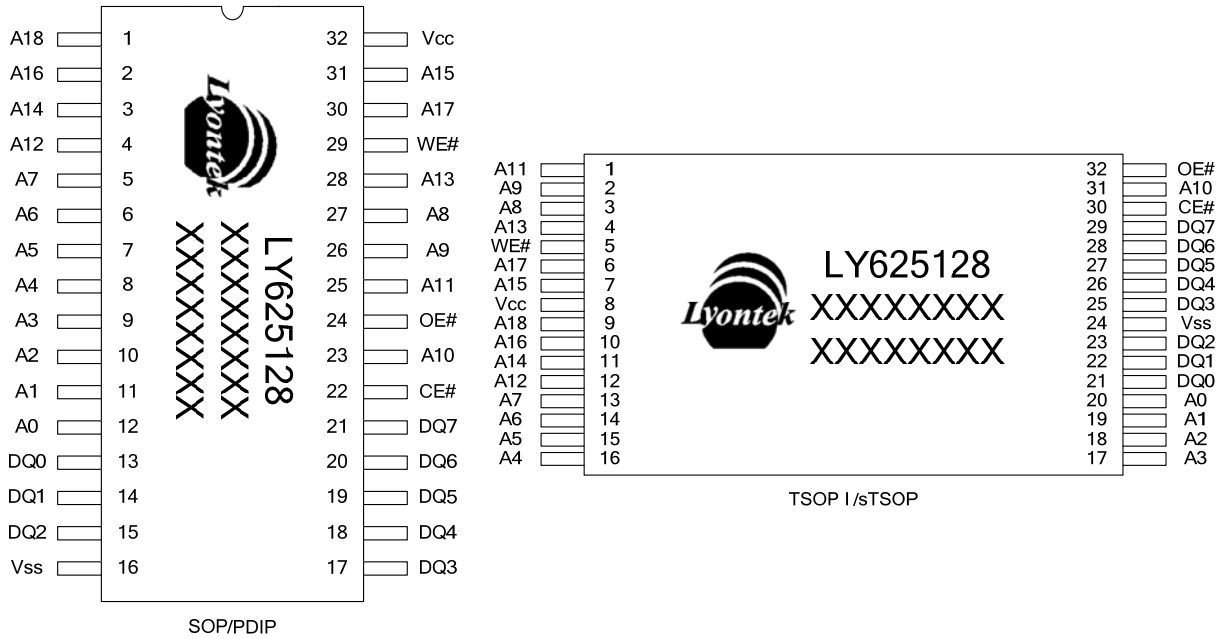 A18 1 32 Vcc
A16 2 31 A15
A14 3 30 A17
A12 4 29 WE#
A7 5 28 A13
A6 6 27 A8
A5 7 26 A9
A4 8 25 A11
A3 9 24 OE#
A2 10 23 A10
A1 11 22 CE#
A0 12 21 DQ7
DQ0 13 20 DQ6
DQ1 14 19 DQ5
DQ2 15 18 DQ4
Vss 16 17 DQ3
Lyontek
LY625128
XXXXXXXX
XXXXXXXX
SOP/PDIP
A11 1 32 OE#
A9 2 31 A10
A8 3 30 CE#
A13 4 29 DQ7
WE# 5 28 DQ6
A17 6 27 DQ5
A15 7 26 DQ4
Vcc 8 25 DQ3
A18 9 24 Vss
A16 10 23 DQ2
A14 11 22 DQ1
A12 12 21 DQ0
A7 13 20 A0
A6 14 19 A1
A5 15 18 A2
A4 16 17 A3
Lyontek
LY625128
XXXXXXXX
XXXXXXXX
TSOP I/sTSOP